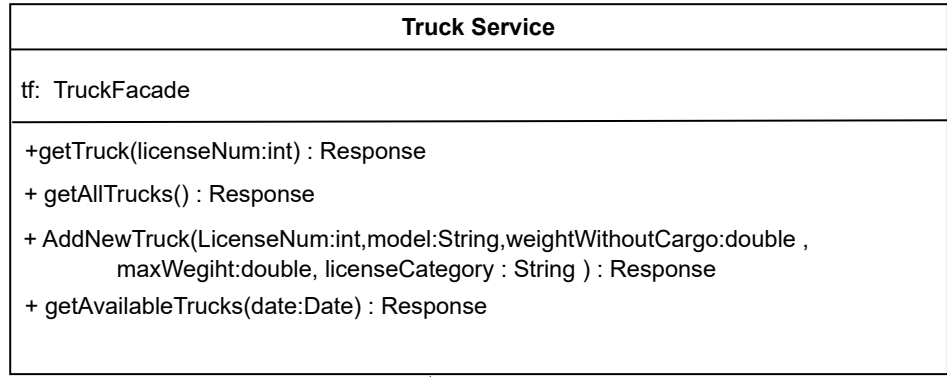 Truck Service
tf: TruckFacade
+getTruck(licenseNum:int) : Response
+ getAllTrucks() : Response
+ AddNewTruck(LicenseNum:int,model:String,weightWithoutCargo:double ,
maxWegiht:double, licenseCategory : String ) : Response
+ getAvailableTrucks(date:Date) : Response